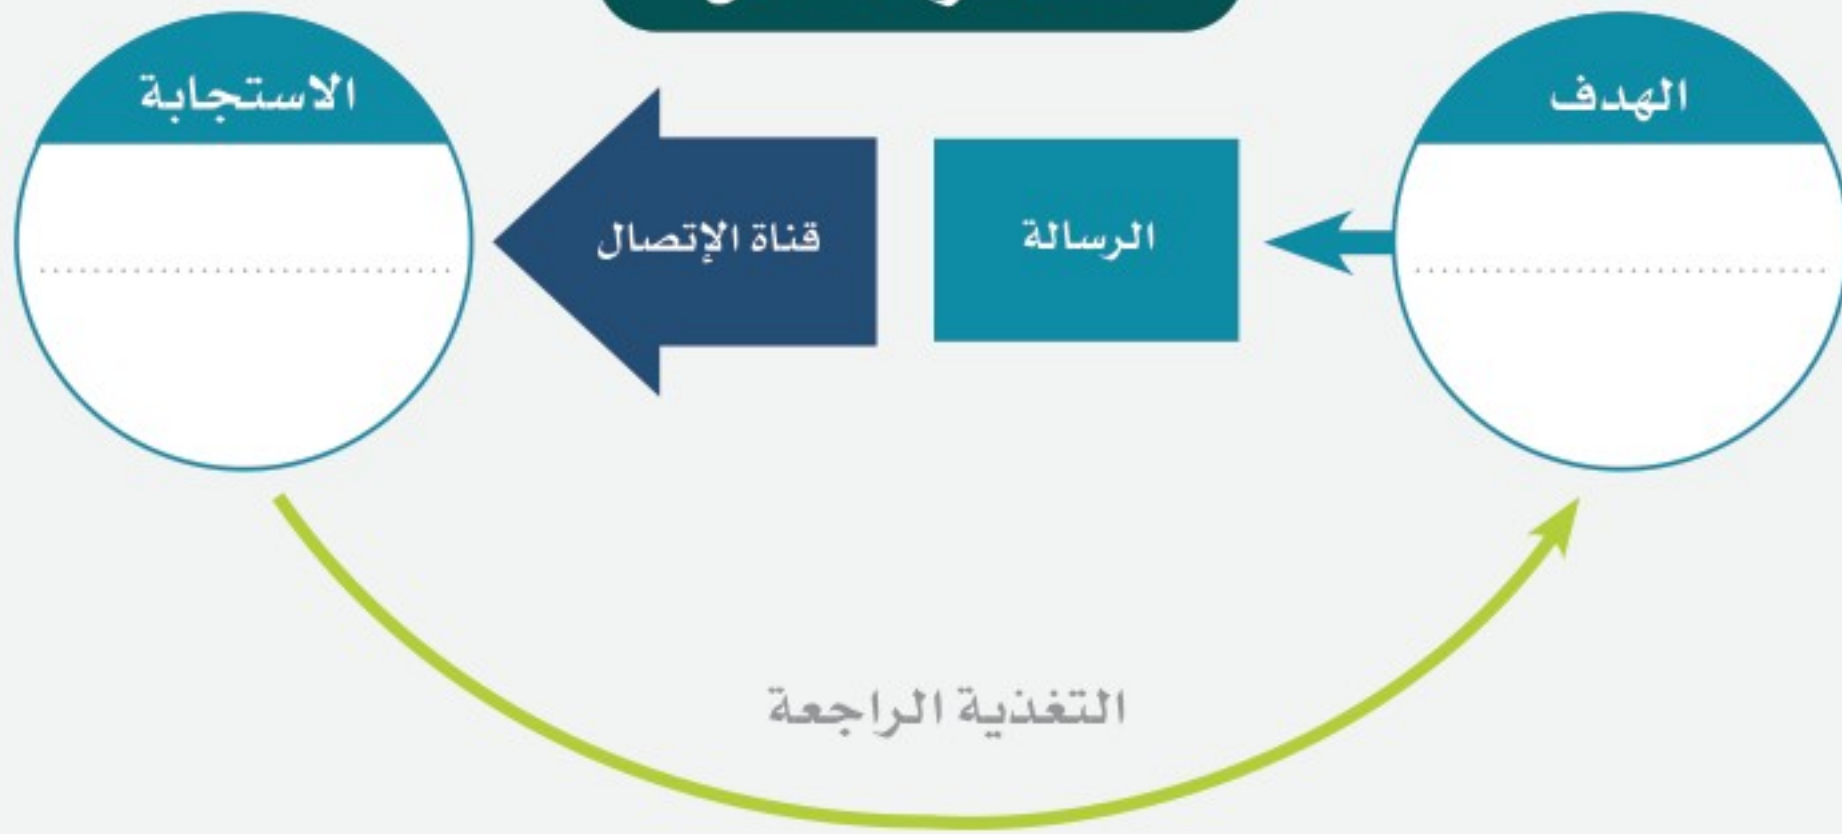 الهدف
الرسالة
قناة الإتصال
الاستجابة
التغذية الراجعة